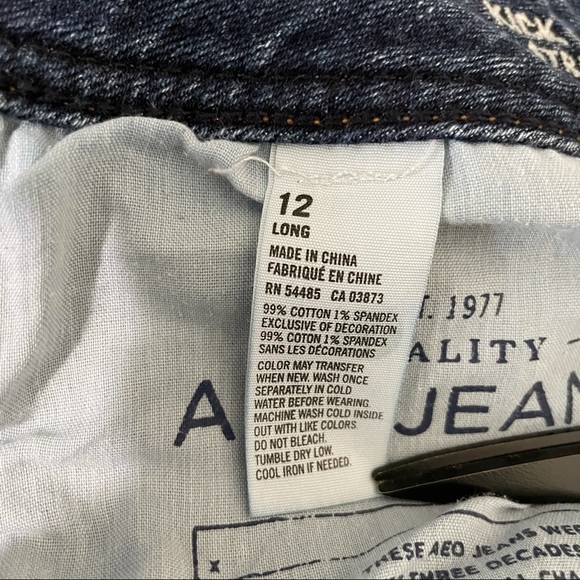 KICK
12
LONG
MADE IN CHINA
FABRIQUÉ EN CHINE
RN 54485 CA 03873
99% COTTON 1% SPANDEX
EXCLUSIVE OF DECORATION
99% COTON 1% SPANDEX
SANS LES DÉCORATIONS
COLOR MAY TRANSFER
WHEN NEW. WASH ONCE
SEPARATELY IN COLD
WATER BEFORE WEARING.
MACHINE WASH COLD INSIDE
OUT WITH LIKE COLORS.
DO NOT BLEACH.
TUMBLE DRY LOW.
COOL IRON IF NEEDED.
T. 1977
ALITY
A JEAN
x
THESE AEO JEANS WE
THREE DECADES